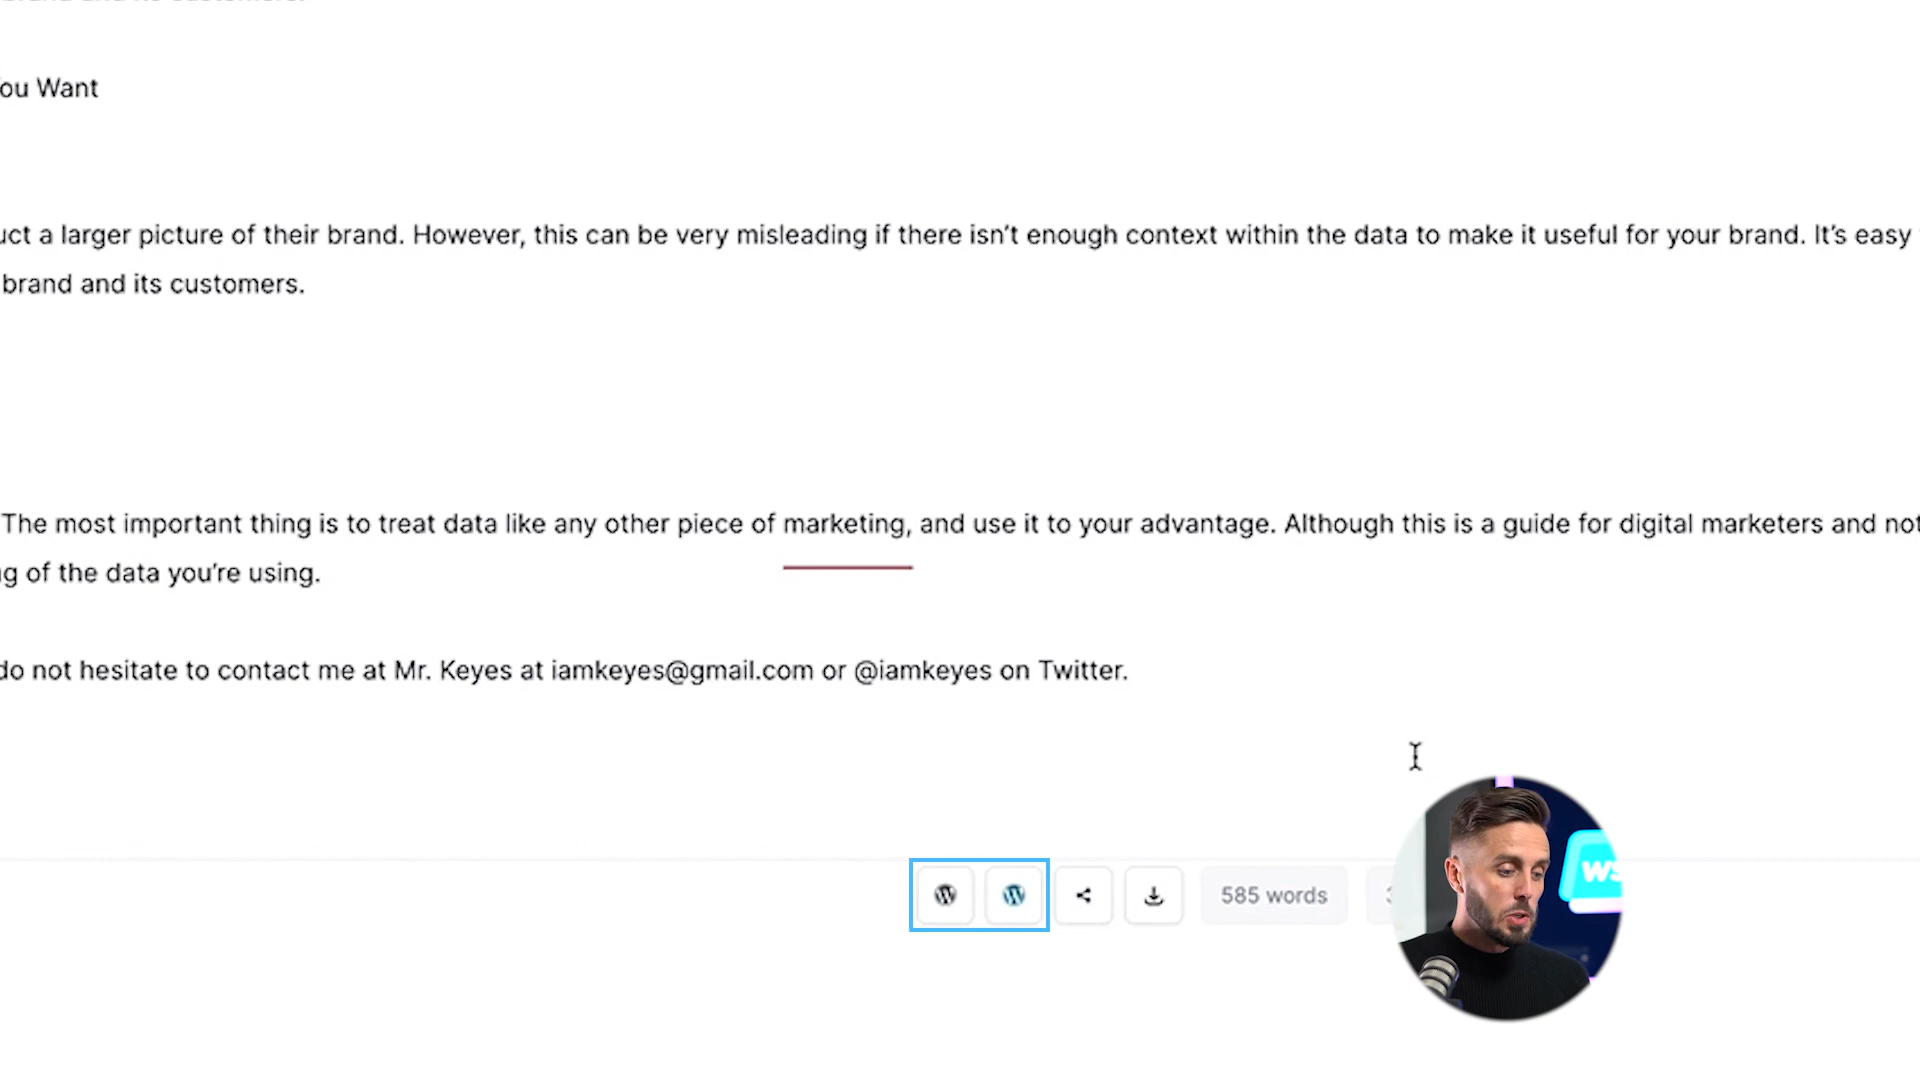 ou Want
uct a larger picture of their brand. However, this can be very misleading if there isn't enough context within the data to make it useful for your brand. It's easy
brand and its customers.
The most important thing is to treat data like any other piece of marketing, and use it to your advantage. Although this is a guide for digital marketers and not
g of the data you're using.
do not hesitate to contact me at Mr. Keyes at iamkeyes@gmail.com or @iamkeyes on Twitter.
585 words
WS